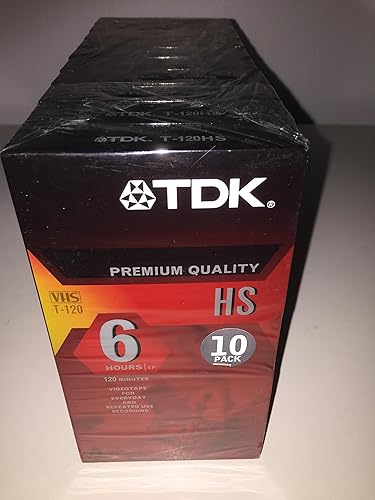 TDK T-120HS
TDK®
PREMIUM QUALITY
VHS
T-120
HS
6
HOURS | EP
10
PACK
120 MINUTES
VIDEOTAPE FOR
EVERYDAY AND
REPEATED USE
RECORDING